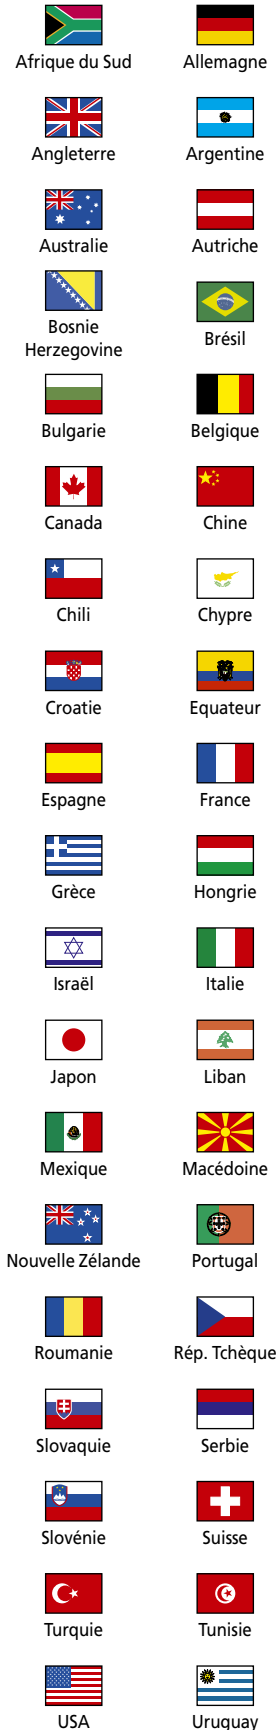 Afrique du Sud
Allemagne
Angleterre
Argentine
Australie
Autriche
Bosnie
Herzegovine
Brésil
Bulgarie
Belgique
Canada
Chine
Chili
Chypre
Croatie
Equateur
Espagne
France
Grèce
Hongrie
Israël
Italie
Japon
Liban
Mexique
Macédoine
Nouvelle Zélande
Portugal
Roumanie
Rép. Tchèque
Slovaquie
Serbie
Slovénie
Suisse
Turquie
Tunisie
USA
Uruguay